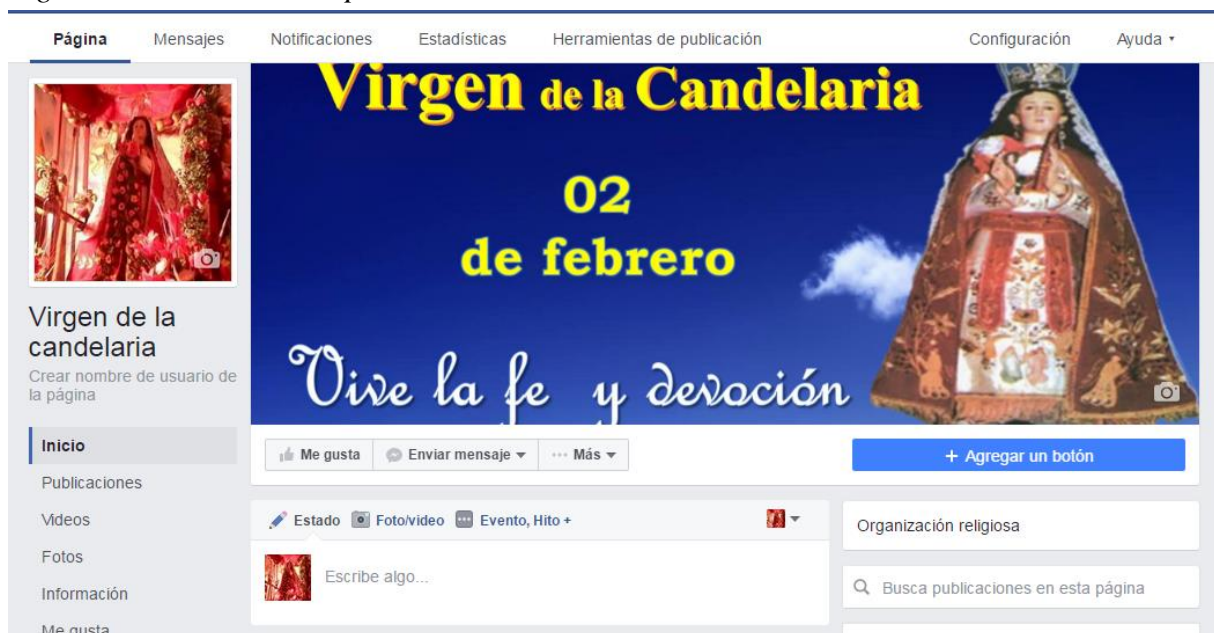 Página Mensajes Notificaciones Estadísticas Herramientas de publicación Configuración Ayuda
Virgen de la Candelaria
02
de febrero
Vive la fe y devoción
Virgen de la
candelaria
Crear nombre de usuario de
la página
Inicio
Publicaciones
Videos
Fotos
Información
Me gusta
Me gusta Enviar mensaje Más
+ Agregar un botón
Estado Foto/video Evento, Hito +
Escribe algo...
Organización religiosa
Busca publicaciones en esta página